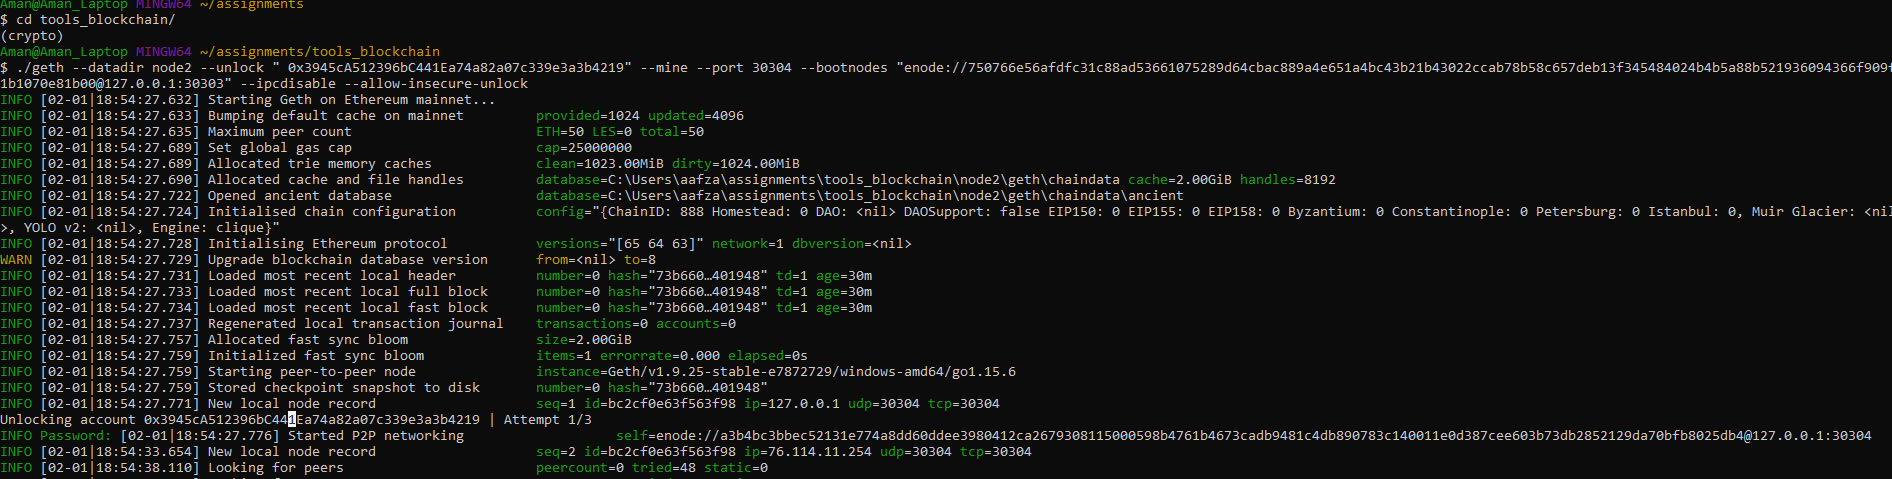 Aman@Aman_Laptop MINGW64 ~/assignments
$ cd tools_blockchain/
(crypto)
Aman@Aman_Laptop MINGW64 ~/assignments/tools_blockchain
$ ./geth --datadir node2 --unlock " 0x3945cA512396bC441Ea74a82a07c339e3a3b4219" --mine --port 30304 --bootnodes "enode://750766e56afdfc31c88ad53661075289d64cbac889a4e651a4bc43b21b43022ccab78b58c657deb13f345484024b4b5a88b521936094366f909f
1b1070e81b00@127.0.0.1:30303" --ipcdisable --allow-insecure-unlock
INFO [02-01|18:54:27.632] Starting Geth on Ethereum mainnet...
INFO [02-01|18:54:27.633] Bumping default cache on mainnet provided=1024 updated=4096
INFO [02-01|18:54:27.635] Maximum peer count ETH=50 LES=0 total=50
INFO [02-01|18:54:27.689] Set global gas cap cap=25000000
INFO [02-01|18:54:27.689] Allocated trie memory caches clean=1023.00MiB dirty=1024.00MiB
INFO [02-01|18:54:27.690] Allocated cache and file handles database=C:\Users\aafza\assignments\tools_blockchain\node2\geth\chaindata cache=2.00GiB handles=8192
INFO [02-01|18:54:27.722] Opened ancient database database=C:\Users\aafza\assignments\tools_blockchain\node2\geth\chaindata\ancient
INFO [02-01|18:54:27.724] Initialised chain configuration config="{ChainID: 888 Homestead: 0 DAO: <nil> DAOSupport: false EIP150: 0 EIP155: 0 EIP158: 0 Byzantium: 0 Constantinople: 0 Petersburg: 0 Istanbul: 0, Muir Glacier: <nil
>, YOLO v2: <nil>, Engine: clique}"
INFO [02-01|18:54:27.728] Initialising Ethereum protocol versions="[65 64 63]" network=1 dbversion=<nil>
WARN [02-01|18:54:27.729] Upgrade blockchain database version from=<nil> to=8
INFO [02-01|18:54:27.731] Loaded most recent local header number=0 hash="73b660…401948" td=1 age=30m
INFO [02-01|18:54:27.733] Loaded most recent local full block number=0 hash="73b660…401948" td=1 age=30m
INFO [02-01|18:54:27.734] Loaded most recent local fast block number=0 hash="73b660…401948" td=1 age=30m
INFO [02-01|18:54:27.737] Regenerated local transaction journal transactions=0 accounts=0
INFO [02-01|18:54:27.757] Allocated fast sync bloom size=2.00GiB
INFO [02-01|18:54:27.759] Initialized fast sync bloom items=1 errorrate=0.000 elapsed=0s
INFO [02-01|18:54:27.759] Starting peer-to-peer node instance=Geth/v1.9.25-stable-e7872729/windows-amd64/go1.15.6
INFO [02-01|18:54:27.759] Stored checkpoint snapshot to disk number=0 hash="73b660…401948"
INFO [02-01|18:54:27.771] New local node record seq=1 id=bc2cf0e63f563f98 ip=127.0.0.1 udp=30304 tcp=30304
Unlocking account 0x3945cA512396bC441Ea74a82a07c339e3a3b4219 | Attempt 1/3
INFO Password: [02-01|18:54:27.776] Started P2P networking self=enode://a3b4bc3bbec52131e774a8dd60ddee3980412ca2679308115000598b4761b4673cadb9481c4db890783c140011e0d387cee603b73db2852129da70bfb8025db4@127.0.0.1:30304
INFO [02-01|18:54:33.654] New local node record seq=2 id=bc2cf0e63f563f98 ip=76.114.11.254 udp=30304 tcp=30304
INFO [02-01|18:54:38.110] Looking for peers peercount=0 tried=48 static=0